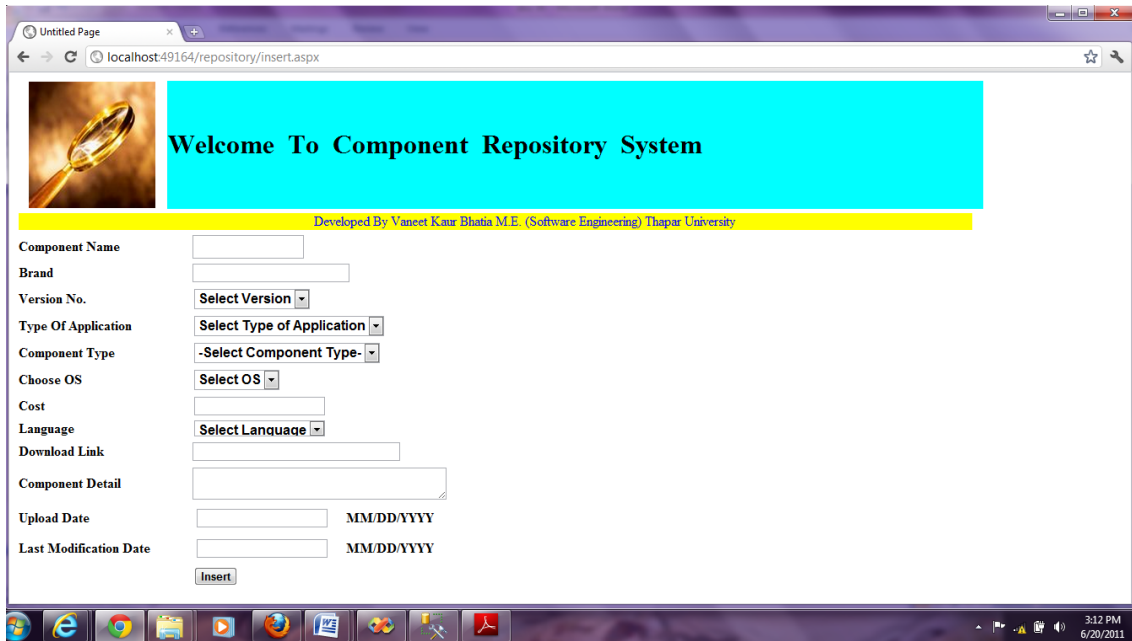 Untitled Page
localhost:49164/repository/insert.aspx
Welcome To Component Repository System
Developed By Vaneet Kaur Bhatia M.E. (Software Engineering) Thapar University
Component Name
Brand
Version No. Select Version
Type Of Application Select Type of Application
Component Type -Select Component Type-
Choose OS Select OS
Cost
Language Select Language
Download Link
Component Detail
Upload Date MM/DD/YYYY
Last Modification Date MM/DD/YYYY
Insert
3:12 PM
6/20/2011